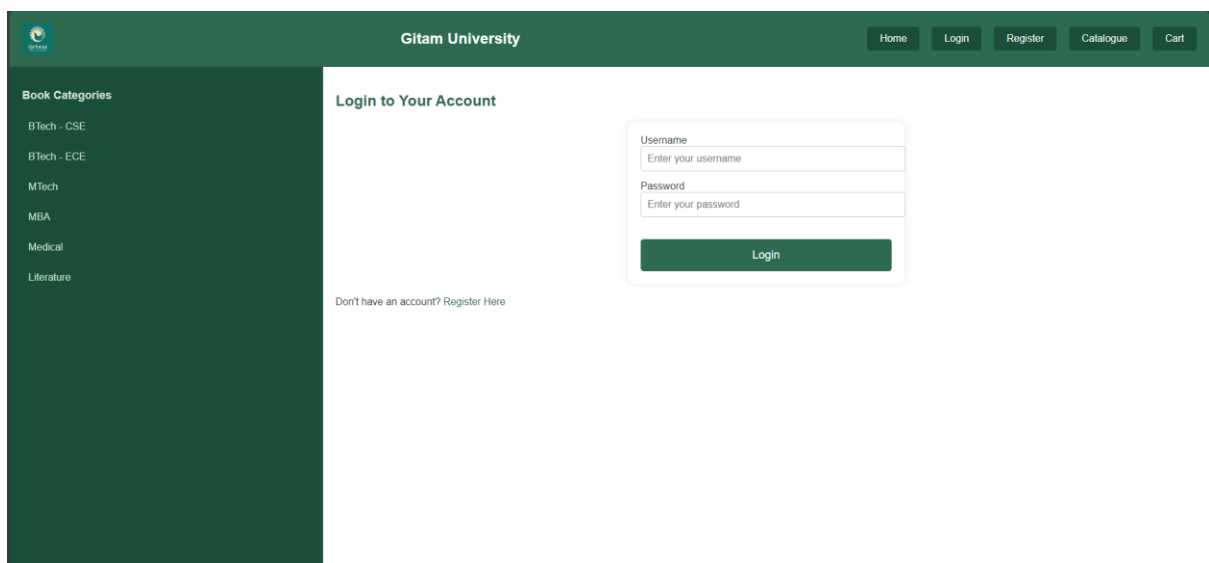 GITAM
Gitam University
Home Login Register Catalogue Cart
Book Categories
BTech - CSE
BTech - ECE
MTech
MBA
Medical
Literature
Login to Your Account
Username
Enter your username
Password
Enter your password
Login
Don't have an account? Register Here